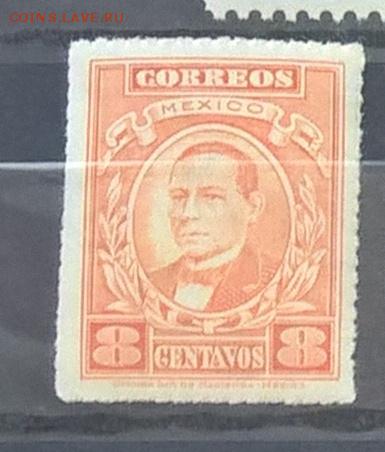 COINS.LAVE.RU
CORREOS
MEXICO
8 CENTAVOS 8